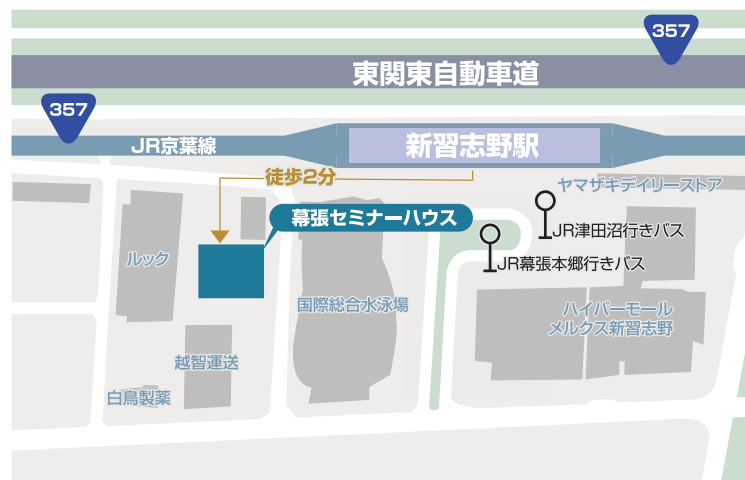 357
東関東自動車道
357
JR京葉線
新習志野駅
徒歩2分
ヤマザキデイリーストア
幕張セミナーハウス
JR津田沼行きバス
ルック
JR幕張本郷行きバス
国際総合水泳場
ハイパーモール
メルクス新習志野
越智運送
白鳥製薬